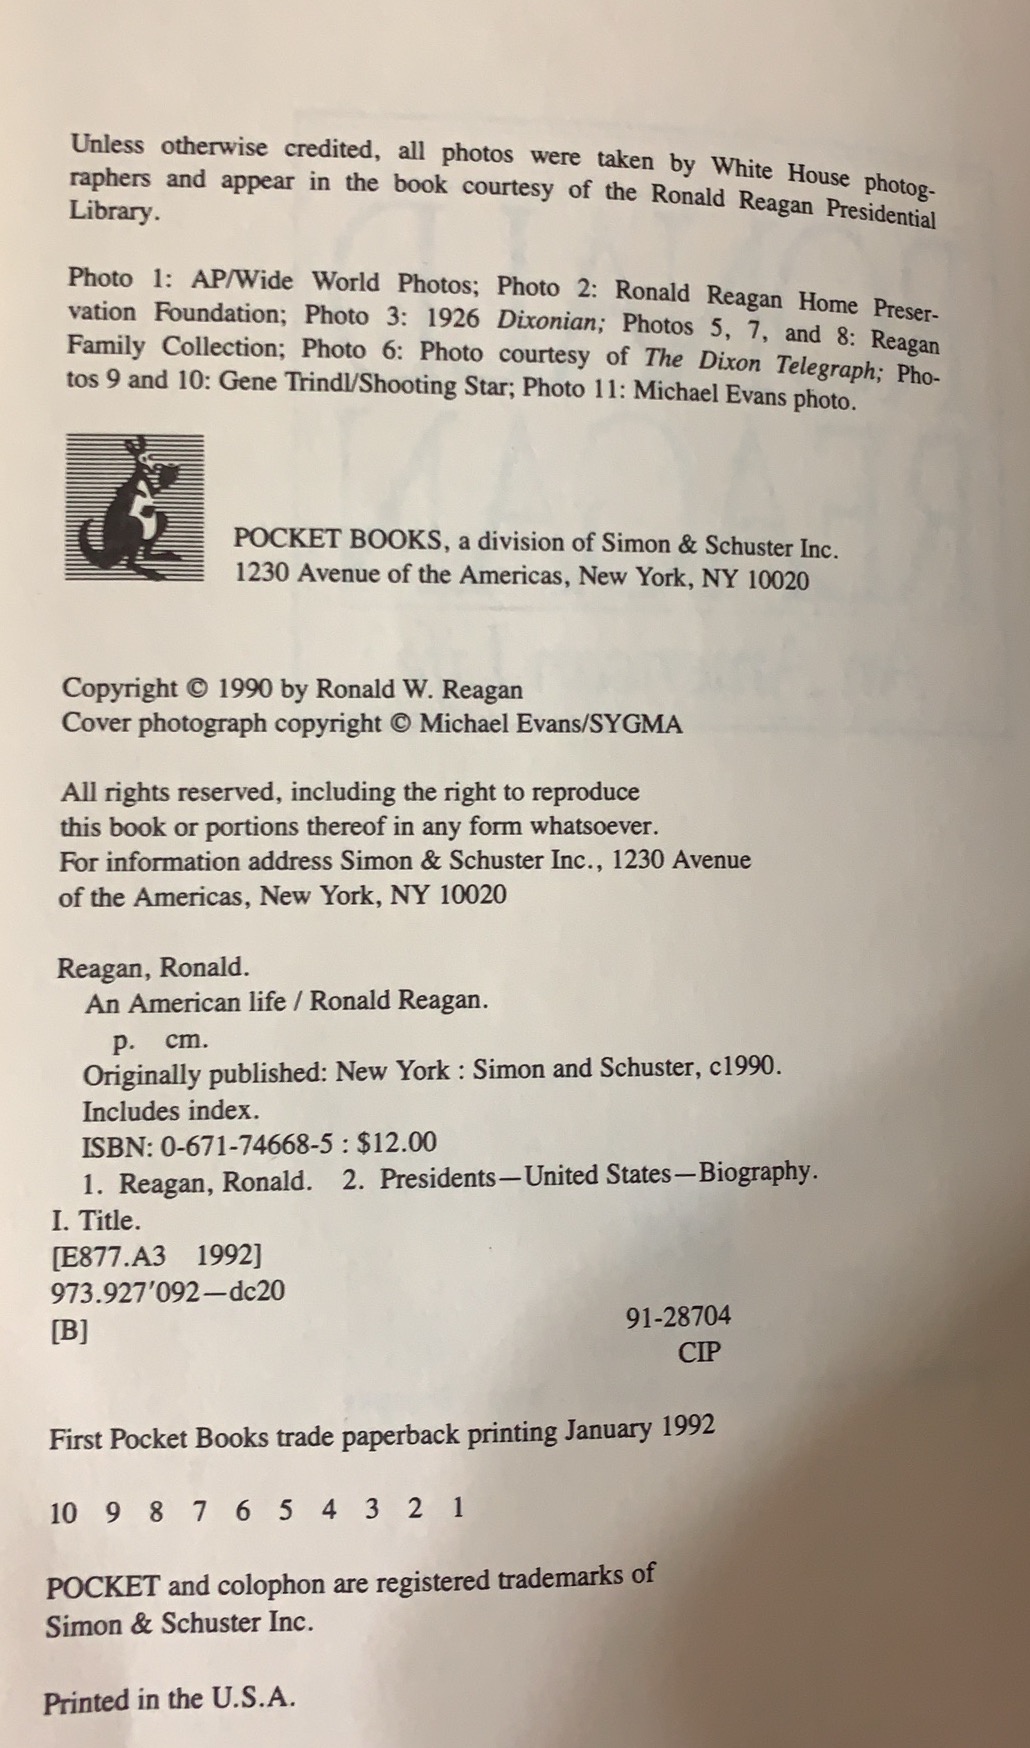 Unless otherwise credited, all photos were taken by White House photog-
raphers and appear in the book courtesy of the Ronald Reagan Presidential
Library.
Photo 1: AP/Wide World Photos; Photo 2: Ronald Reagan Home Preser-
vation Foundation; Photo 3: 1926 Dixonian; Photos 5, 7, and 8: Reagan
Family Collection; Photo 6: Photo courtesy of The Dixon Telegraph; Pho-
tos 9 and 10: Gene Trindl/Shooting Star; Photo 11: Michael Evans photo.
POCKET BOOKS, a division of Simon & Schuster Inc.
1230 Avenue of the Americas, New York, NY 10020
Copyright © 1990 by Ronald W. Reagan
Cover photograph copyright © Michael Evans/SYGMA
All rights reserved, including the right to reproduce
this book or portions thereof in any form whatsoever.
For information address Simon & Schuster Inc., 1230 Avenue
of the Americas, New York, NY 10020
Reagan, Ronald.
An American life / Ronald Reagan.
p. cm.
Originally published: New York : Simon and Schuster, c1990.
Includes index.
ISBN: 0-671-74668-5 : $12.00
1. Reagan, Ronald. 2. Presidents—United States—Biography.
I. Title.
[E877.A3 1992]
973.927′092—dc20
[B]
91-28704
CIP
First Pocket Books trade paperback printing January 1992
10 9 8 7 6 5 4 3 2 1
POCKET and colophon are registered trademarks of
Simon & Schuster Inc.
Printed in the U.S.A.